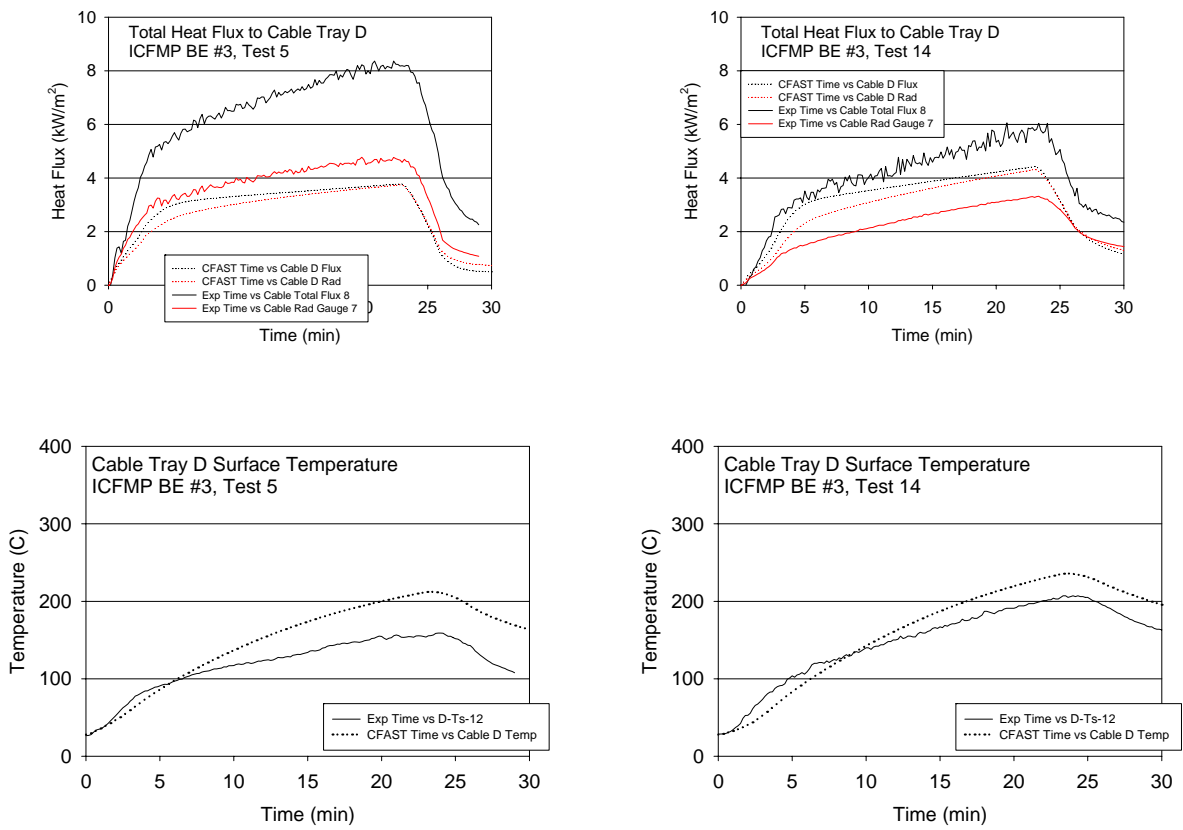 Total Heat Flux to Cable Tray D
ICFMP BE #3, Test 5
10
8
6
4
2
0
Heat Flux (kW/m2)
CFAST Time vs Cable D Flux
CFAST Time vs Cable D Rad
Exp Time vs Cable Total Flux 8
Exp Time vs Cable Rad Gauge 7
0 5 10 15 20 25 30
Time (min)
Total Heat Flux to Cable Tray D
ICFMP BE #3, Test 14
10
8
6
4
2
0
Heat Flux (kW/m2)
CFAST Time vs Cable D Flux
CFAST Time vs Cable D Rad
Exp Time vs Cable Total Flux 8
Exp Time vs Cable Rad Gauge 7
0 5 10 15 20 25 30
Time (min)
Cable Tray D Surface Temperature
ICFMP BE #3, Test 5
400
300
200
100
0
Temperature (C)
Exp Time vs D-Ts-12
CFAST Time vs Cable D Temp
0 5 10 15 20 25 30
Time (min)
Cable Tray D Surface Temperature
ICFMP BE #3, Test 14
400
300
200
100
0
Temperature (C)
Exp Time vs D-Ts-12
CFAST Time vs Cable D Temp
0 5 10 15 20 25 30
Time (min)